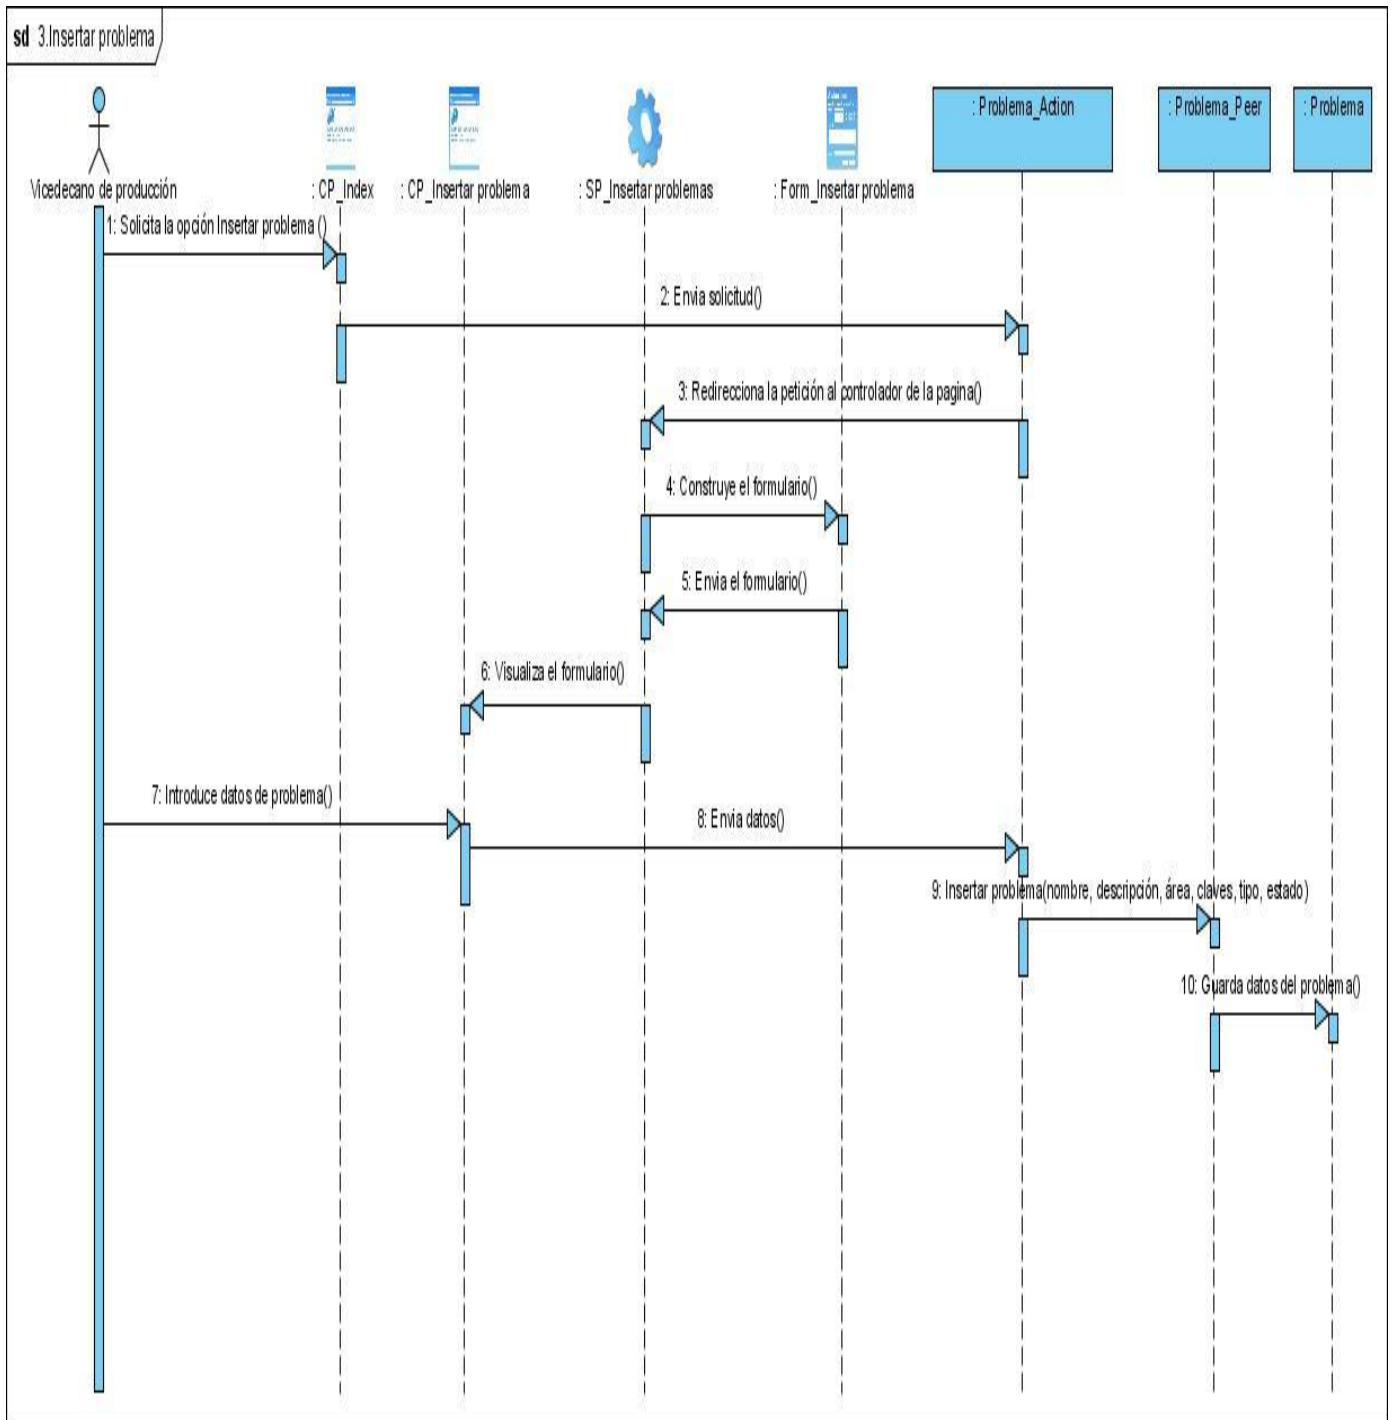 sd 3.Insertar problema
Vicedecano de producción
: CP_Index
: CP_Insertar problema
: SP_Insertar problemas
: Form_Insertar problema
: Problema_Action
: Problema_Peer
: Problema
1: Solicita la opción Insertar problema ()
2: Envia solicitud()
3: Redirecciona la petición al controlador de la pagina()
4: Construye el formulario()
5: Envia el formulario()
6: Visualiza el formulario()
7: Introduce datos de problema()
8: Envia datos()
9: Insertar problema(nombre, descripción, área, claves, tipo, estado)
10: Guarda datos del problema()